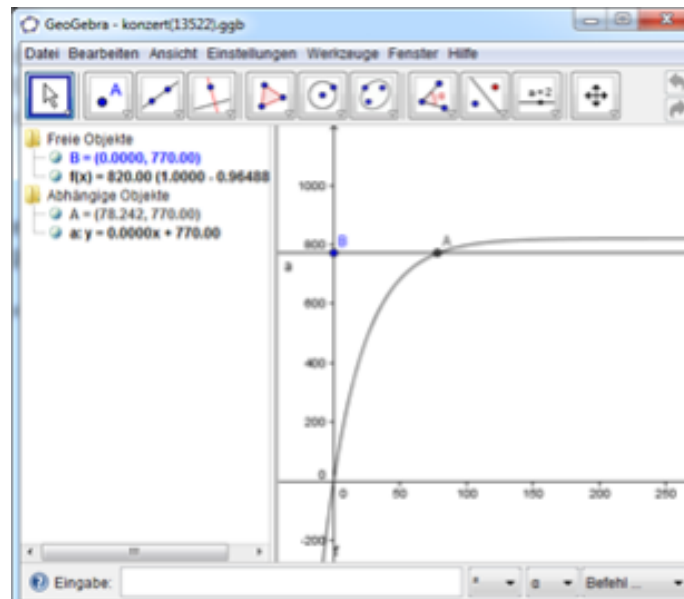 GeoGebra - konzert(13522).ggb
Datei Bearbeiten Ansicht Einstellungen Werkzeuge Fenster Hilfe
A
a=2
Freie Objekte
B = (0.0000, 770.00)
f(x) = 820.00 (1.0000 - 0.96488
Abhängige Objekte
A = (78.242, 770.00)
a: y = 0.0000x + 770.00
1000
800
B
A
a
600
400
200
0
0 50 100 150 200 250
-200
f
Eingabe:
α
Befehl ...